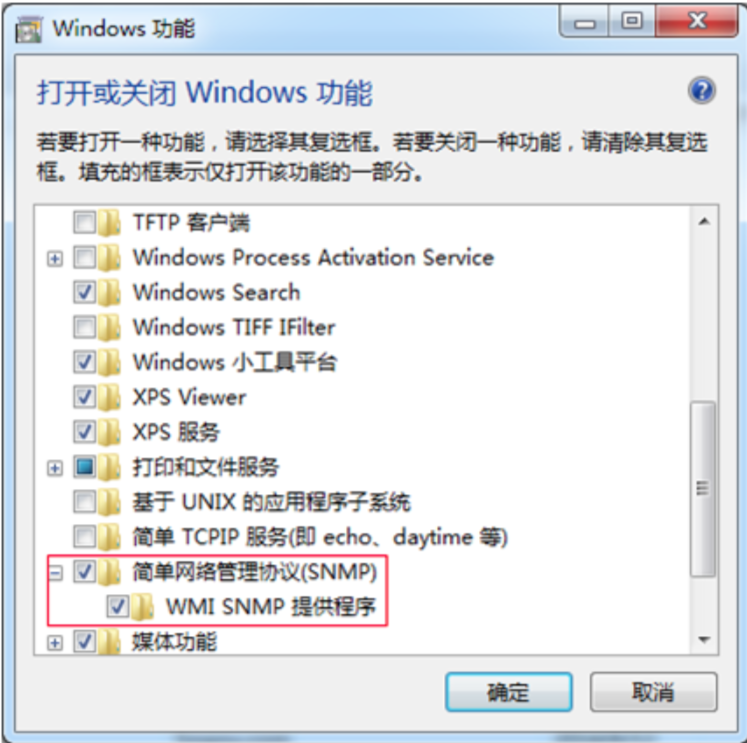 Windows 功能
打开或关闭 Windows 功能
若要打开一种功能，请选择其复选框。若要关闭一种功能，请清除其复选
框。填充的框表示仅打开该功能的一部分。
TFTP 客户端
Windows Process Activation Service
Windows Search
Windows TIFF IFilter
Windows 小工具平台
XPS Viewer
XPS 服务
打印和文件服务
基于 UNIX 的应用程序子系统
简单 TCPIP 服务(即 echo、daytime 等)
简单网络管理协议(SNMP)
WMI SNMP 提供程序
媒体功能
确定 取消